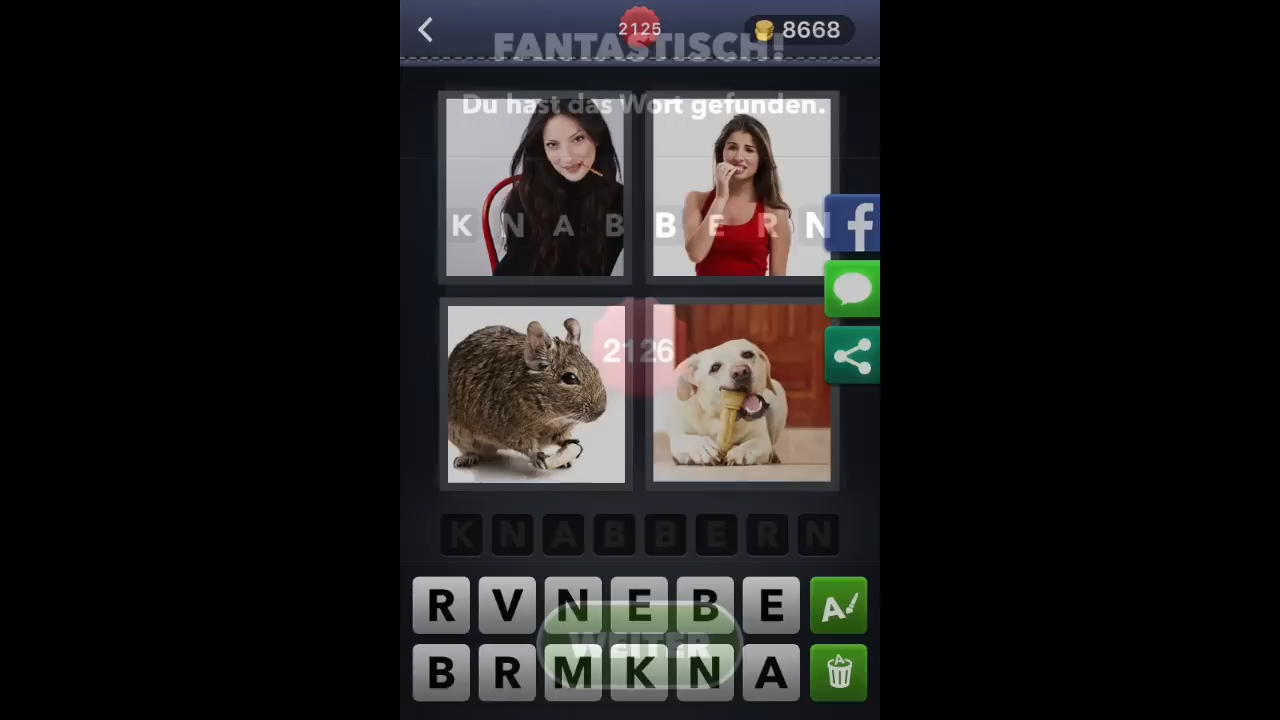 2125
8668
FANTASTISCH!
Du hast das Wort gefunden.
K N A B B E R N
2126
K N A B B E R N
R V N E B E A
WEITER
B R M K N A A